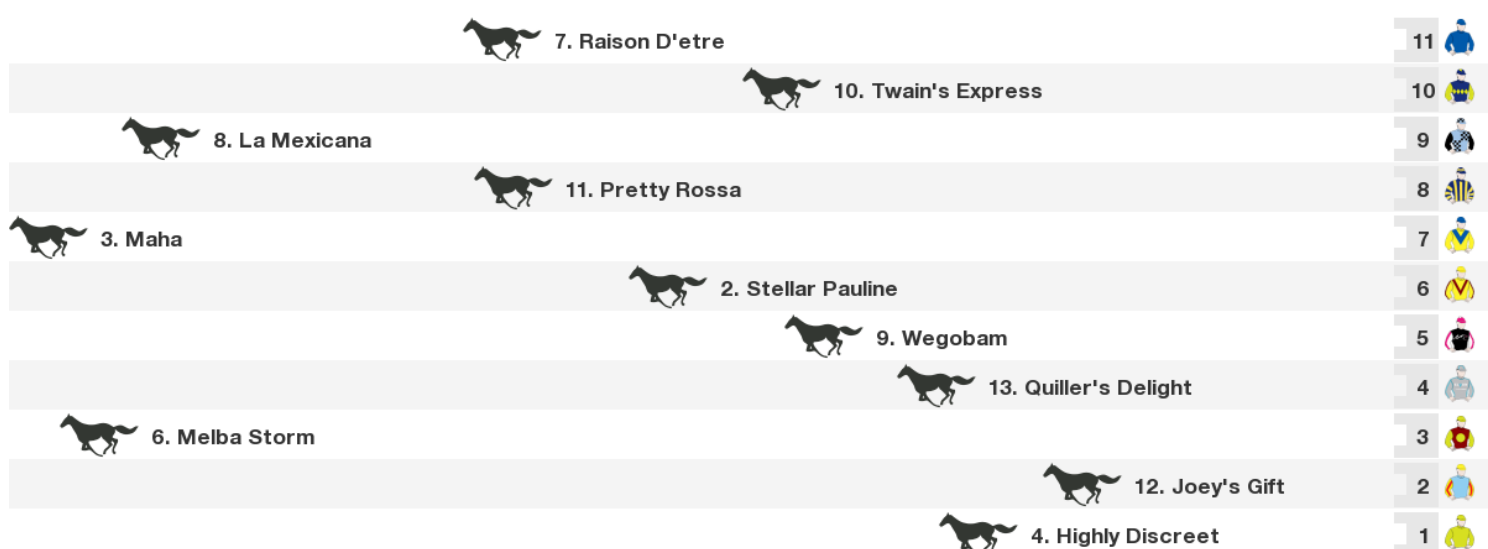 7. Raison D'etre 11
10. Twain's Express 10
8. La Mexicana 9
11. Pretty Rossa 8
3. Maha 7
2. Stellar Pauline 6
9. Wegobam 5
13. Quiller's Delight 4
6. Melba Storm 3
12. Joey's Gift 2
4. Highly Discreet 1